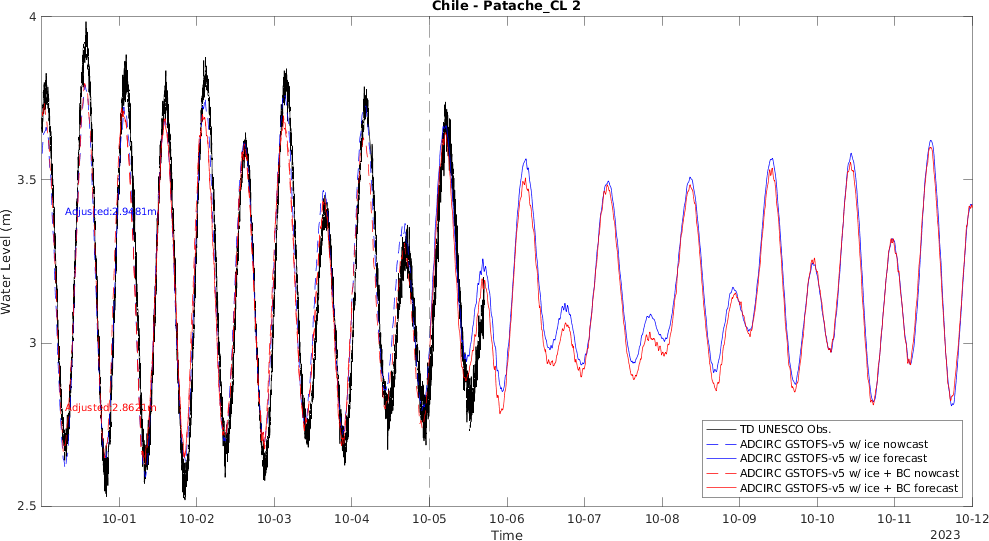 Chile - Patache_CL 2
4
3.5
3
2.5
Water Level (m)
Adjusted:2.9481m
Adjusted:2.8621m
TD UNESCO Obs.
ADCIRC GSTOFS-v5 w/ ice nowcast
ADCIRC GSTOFS-v5 w/ ice forecast
ADCIRC GSTOFS-v5 w/ ice + BC nowcast
ADCIRC GSTOFS-v5 w/ ice + BC forecast
10-01 10-02 10-03 10-04 10-05 10-06 10-07 10-08 10-09 10-10 10-11 10-12
Time
2023